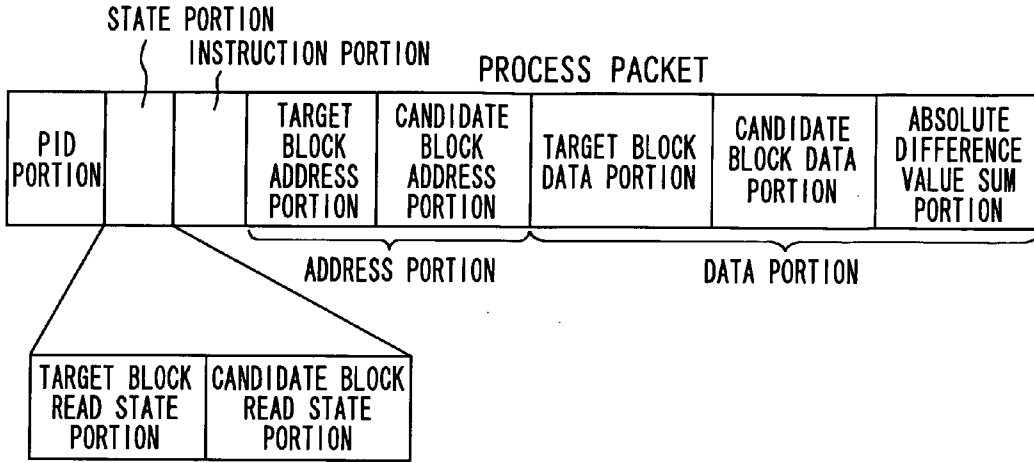 STATE PORTION
INSTRUCTION PORTION
PROCESS PACKET
PID
PORTION
TARGET
BLOCK
ADDRESS
PORTION
CANDIDATE
BLOCK
ADDRESS
PORTION
TARGET BLOCK
DATA PORTION
CANDIDATE
BLOCK DATA
PORTION
ABSOLUTE
DIFFERENCE
VALUE SUM
PORTION
ADDRESS PORTION
DATA PORTION
TARGET BLOCK
READ STATE
PORTION
CANDIDATE BLOCK
READ STATE
PORTION